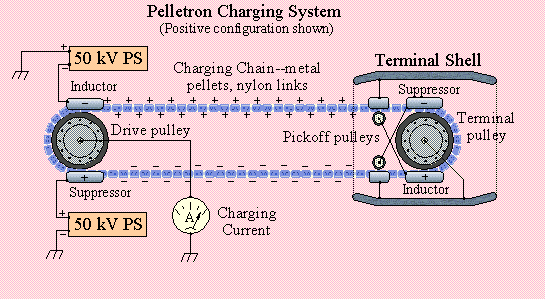 Pelletron Charging System
(Positive configuration shown)
+
50 kV PS
−
Terminal Shell
Inductor
Charging Chain--metal
pellets, nylon links
Suppressor
−
+ + + + + + + + + + +
−
Drive pulley
Pickoff pulleys
Terminal
pulley
− − − − − − − − −
+
+
Suppressor
Inductor
+
50 kV PS
−
A
Charging
Current